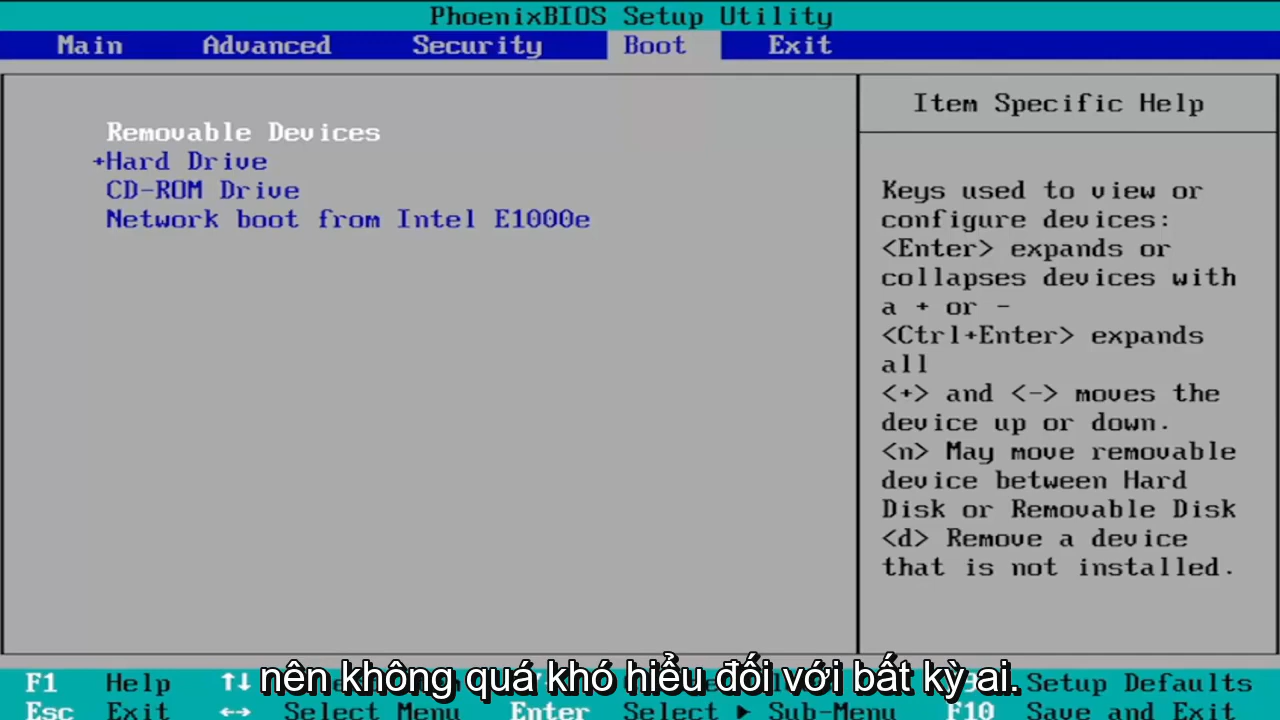 PhoenixBIOS Setup Utility
Main Advanced Security Boot Exit
Removable Devices
+Hard Drive
CD-ROM Drive
Network boot from Intel E1000e
Item Specific Help
Keys used to view or
configure devices:
<Enter> expands or
collapses devices with
a + or -
<Ctrl+Enter> expands
all
<+> and <-> moves the
device up or down.
<n> May move removable
device between Hard
Disk or Removable Disk
<d> Remove a device
that is not installed.
nên không quá khó hiểu đối với bất kỳ ai.
F1 Help ↑↓ Setup Defaults
Esc Exit ↔ Select Menu Enter Select ▶ Sub-Menu F10 Save and Exit